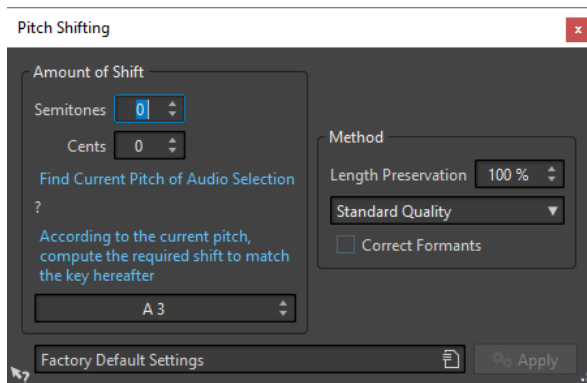 Pitch Shifting
x
Amount of Shift
Semitones 0
Cents 0
Find Current Pitch of Audio Selection
?
According to the current pitch,
compute the required shift to match
the key hereafter
A 3
Method
Length Preservation 100 %
Standard Quality
Correct Formants
Factory Default Settings
Apply
?